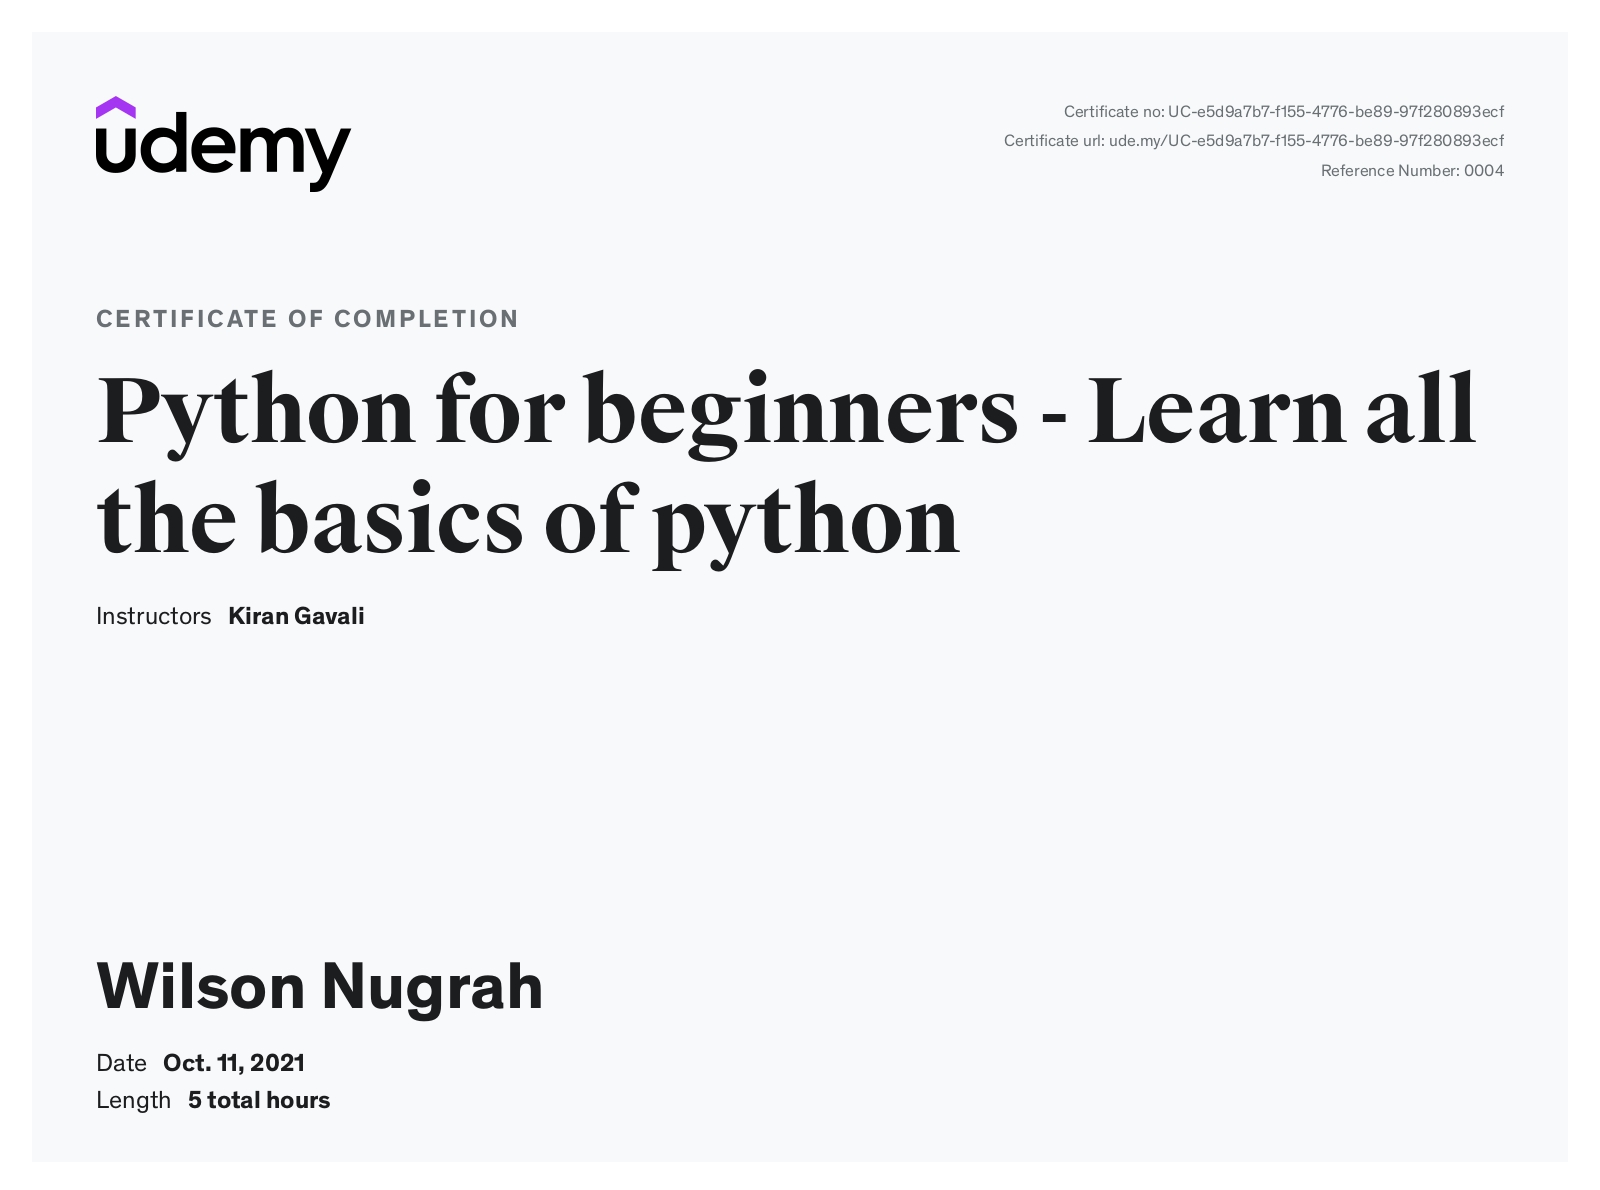 udemy
Certificate no: UC-e5d9a7b7-f155-4776-be89-97f280893ecf
Certificate url: ude.my/UC-e5d9a7b7-f155-4776-be89-97f280893ecf
Reference Number: 0004
CERTIFICATE OF COMPLETION
Python for beginners - Learn all
the basics of python
Instructors Kiran Gavali
Wilson Nugrah
Date Oct. 11, 2021
Length 5 total hours